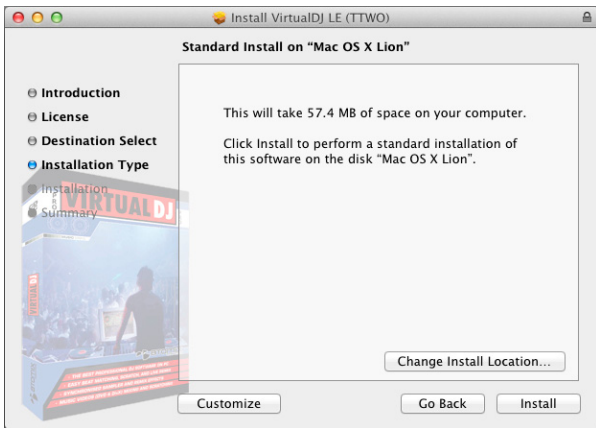 Install VirtualDJ LE (TTWO)
Standard Install on “Mac OS X Lion”
Introduction
License
Destination Select
Installation Type
Installation
Summary
This will take 57.4 MB of space on your computer.
Click Install to perform a standard installation of
this software on the disk “Mac OS X Lion”.
VIRTUAL DJ
VIRTUAL DJ
Change Install Location...
Customize
Go Back
Install